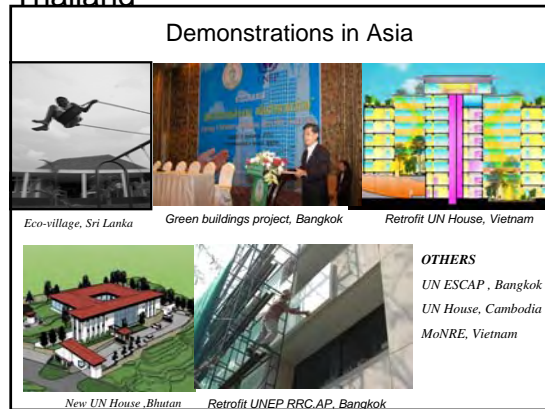 Thailand
Demonstrations in Asia
UNEP
Eco-village, Sri Lanka
Green buildings project, Bangkok
Retrofit UN House, Vietnam
OTHERS
UN ESCAP , Bangkok
UN House, Cambodia
MoNRE, Vietnam
New UN House ,Bhutan
Retrofit UNEP RRC.AP, Bangkok